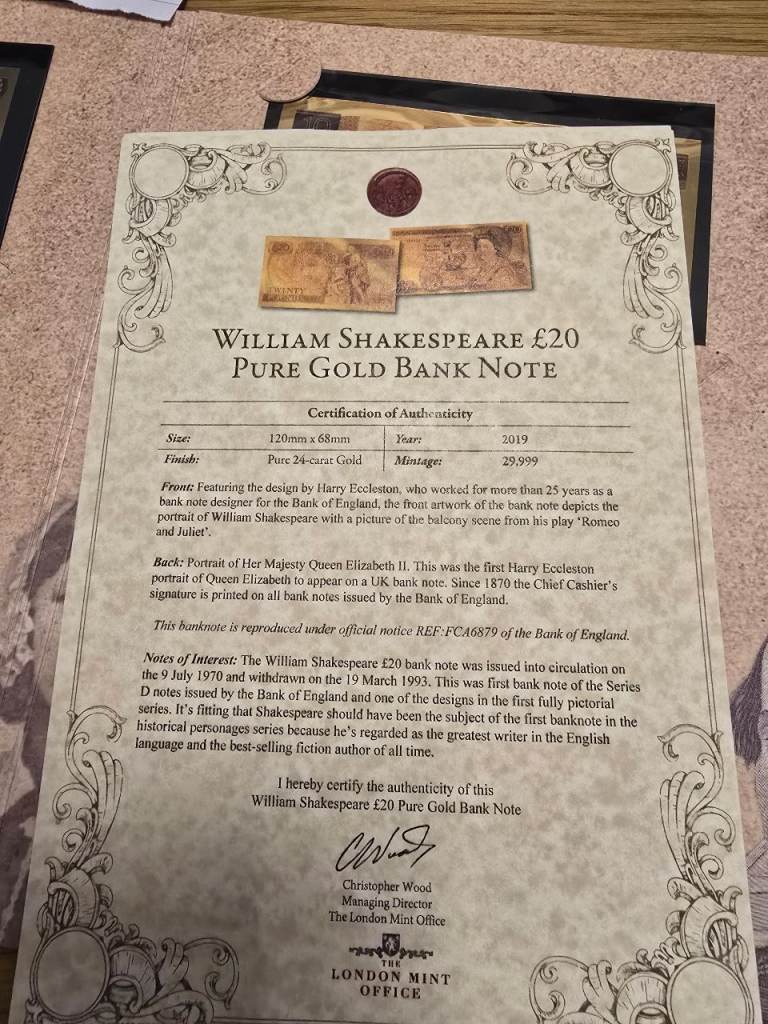 10
£20
TWENTY
WILLIAM SHAKESPEARE £20
PURE GOLD BANK NOTE
Certification of Authenticity
Size: 120mm x 68mm Year: 2019
Finish: Pure 24-carat Gold Mintage: 29,999
Front: Featuring the design by Harry Eccleston, who worked for more than 25 years as a
bank note designer for the Bank of England, the front artwork of the bank note depicts the
portrait of William Shakespeare with a picture of the balcony scene from his play ‘Romeo
and Juliet’.
Back: Portrait of Her Majesty Queen Elizabeth II. This was the first Harry Eccleston
portrait of Queen Elizabeth to appear on a UK bank note. Since 1870 the Chief Cashier’s
signature is printed on all bank notes issued by the Bank of England.
This banknote is reproduced under official notice REF:FCA6879 of the Bank of England.
Notes of Interest: The William Shakespeare £20 bank note was issued into circulation on
the 9 July 1970 and withdrawn on the 19 March 1993. This was first bank note of the Series
D notes issued by the Bank of England and one of the designs in the first fully pictorial
series. It’s fitting that Shakespeare should have been the subject of the first banknote in the
historical personages series because he’s regarded as the greatest writer in the English
language and the best-selling fiction author of all time.
I hereby certify the authenticity of this
William Shakespeare £20 Pure Gold Bank Note
CWood
Christopher Wood
Managing Director
The London Mint Office
THE
LONDON MINT
OFFICE